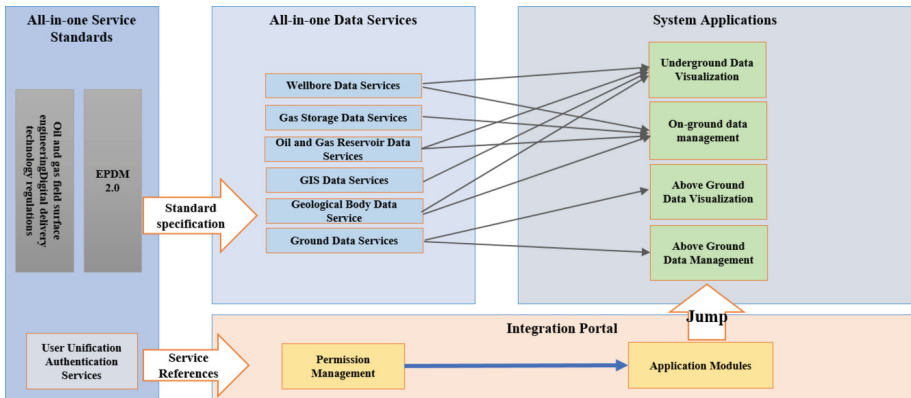 All-in-one Service
Standards
Oil and gas field surface
engineeringDigital delivery
technology regulations
EPDM
2.0
User Unification
Authentication
Services
Standard
specification
Service
References
All-in-one Data Services
Wellbore Data Services
Gas Storage Data Services
Oil and Gas Reservoir Data
Services
GIS Data Services
Geological Body Data
Service
Ground Data Services
System Applications
Underground Data
Visualization
On-ground data
management
Above Ground
Data Visualization
Above Ground
Data Management
Jump
Integration Portal
Permission
Management
Application Modules